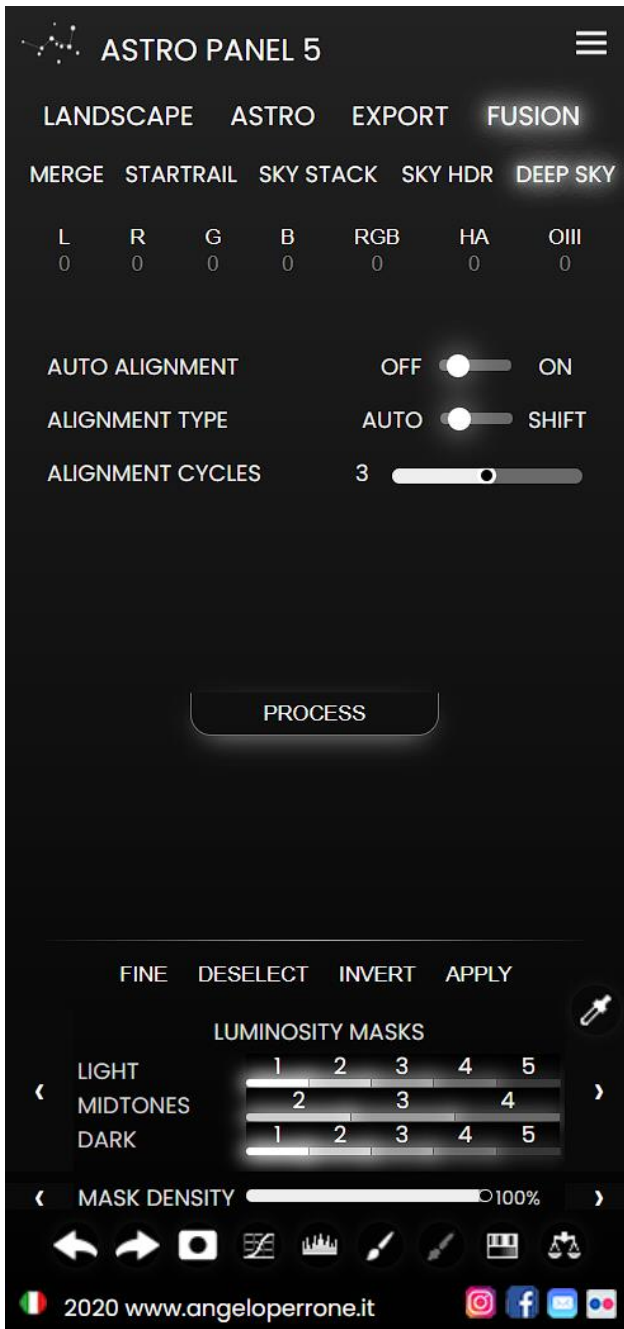 ASTRO PANEL 5
LANDSCAPE ASTRO EXPORT FUSION
MERGE STARTRAIL SKY STACK SKY HDR DEEP SKY
L R G B RGB HA OIII
0 0 0 0 0 0 0
AUTO ALIGNMENT OFF ON
ALIGNMENT TYPE AUTO SHIFT
ALIGNMENT CYCLES 3
PROCESS
FINE DESELECT INVERT APPLY
LUMINOSITY MASKS
LIGHT 1 2 3 4 5
MIDTONES 2 3 4
DARK 1 2 3 4 5
MASK DENSITY 100%
2020 www.angeloperrone.it